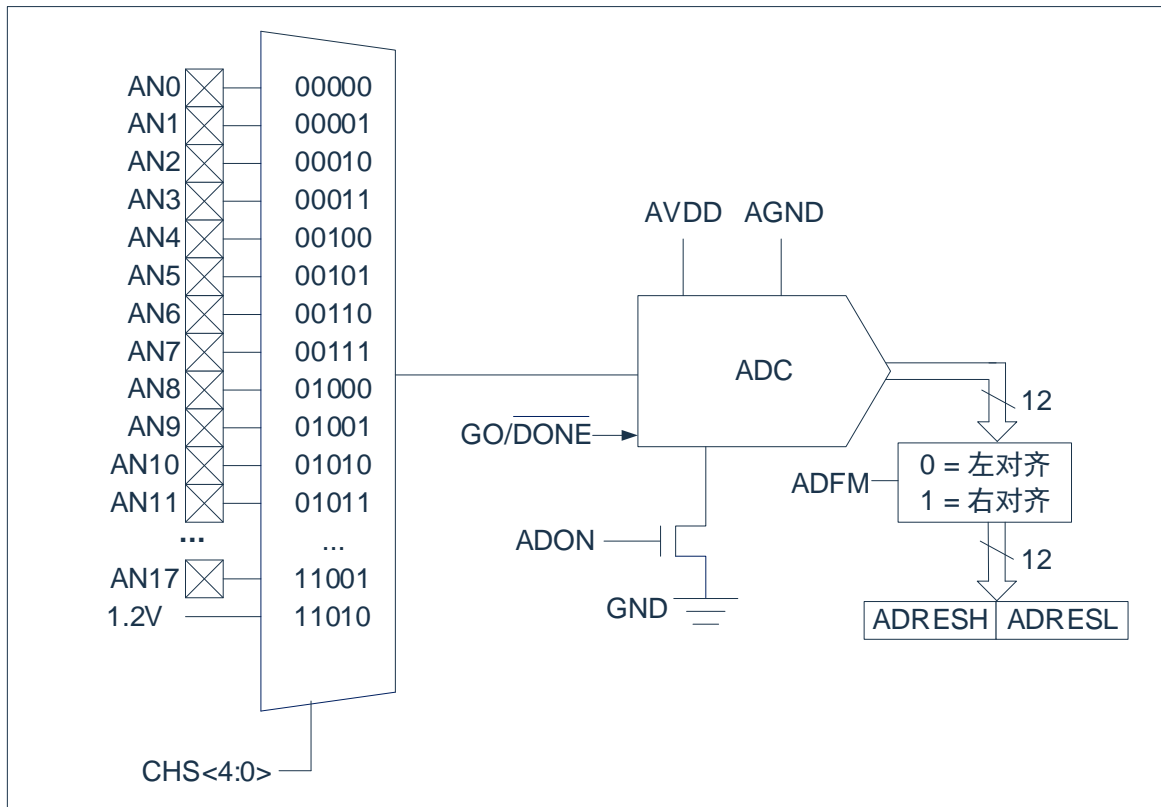 AN0 00000
AN1 00001
AN2 00010
AN3 00011
AN4 00100
AN5 00101
AN6 00110
AN7 00111
AN8 01000
AN9 01001
AN10 01010
AN11 01011
... ...
AN17 11001
1.2V 11010
CHS<4:0>
AVDD AGND
ADC
GO/DONE
12
ADFM
0 = 左对齐
1 = 右对齐
ADON
12
GND
ADRESH ADRESL